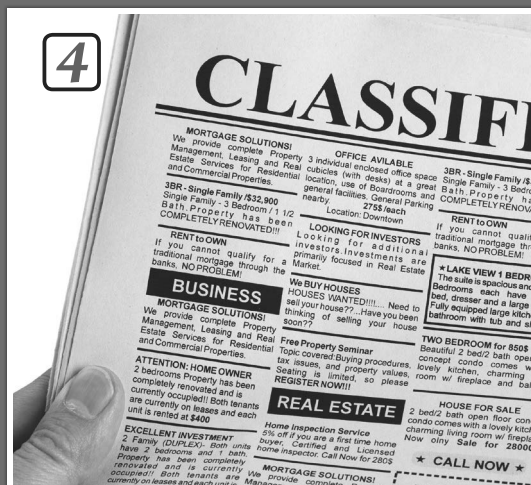 4
CLASSIF
MORTGAGE SOLUTIONS!
We provide complete Property
Management, Leasing and Real
Estate Services for Residential
and Commercial Properties.
3BR - Single Family /$32,900
Single Family - 3 Bedroom / 1 1/2
Bath. Property has been
COMPLETELY RENOVATED!!!
RENT to OWN
If you cannot qualify for a
traditional mortgage through the
banks, NO PROBLEM!
BUSINESS
MORTGAGE SOLUTIONS!
We provide complete Property
Management, Leasing and Real
Estate Services for Residential
and Commercial Properties.
ATTENTION: HOME OWNER
2 bedrooms Property has been
completely renovated and is
currently occupied!! Both tenants
are currently on leases and each
unit is rented at $400
EXCELLENT INVESTMENT
2 Family (DUPLEX)- Both units
have 2 bedrooms and 1 bath.
Property has been completely
renovated and is currently
occupied!! Both tenants are
currently on leases and each unit is
OFFICE AVILABLE
3 individual enclosed office space
cubicles (with desks) at a great
location, use of Boardrooms and
general facilities. General Parking
nearby.
275$ /each
Location: Downtown
LOOKING FOR INVESTORS
Looking for additional
investors. Investments are
primarily focused in Real Estate
Market.
We BUY HOUSES
HOUSES WANTED!!!!... Need to
sell your house??...Have you been
thinking of selling your house
soon??
Free Property Seminar
Topic covered:Buying procedures,
tax issues, and property values,
Seating is limited, so please
REGISTER NOW!!!
REAL ESTATE
Home Inspection Service
5% off if you are a first time home
buyer, Certified and Licensed
home inspector. Call Now for 280$
MORTGAGE SOLUTIONS!
We provide complete
3BR - Single Family /$
Single Family - 3 Bedr
Bath. Property ha
COMPLETELY RENOV
RENT to OWN
If you cannot qualif
traditional mortgage thr
banks, NO PROBLEM!
★ LAKE VIEW 1 BEDR
The suite is spacious and
Bedrooms each have
bed, dresser and a large
Fully equipped large kitch
bathroom with tub and s
TWO BEDROOM for 850$
Beautiful 2 bed/2 bath ope
concept condo comes w
lovely kitchen, charming
room w/ fireplace and bal
HOUSE FOR SALE
2 bed/2 bath open floor con
condo comes with a lovely kitch
charming living room w/ firepla
Now olny Sale for 28000
★ CALL NOW ★